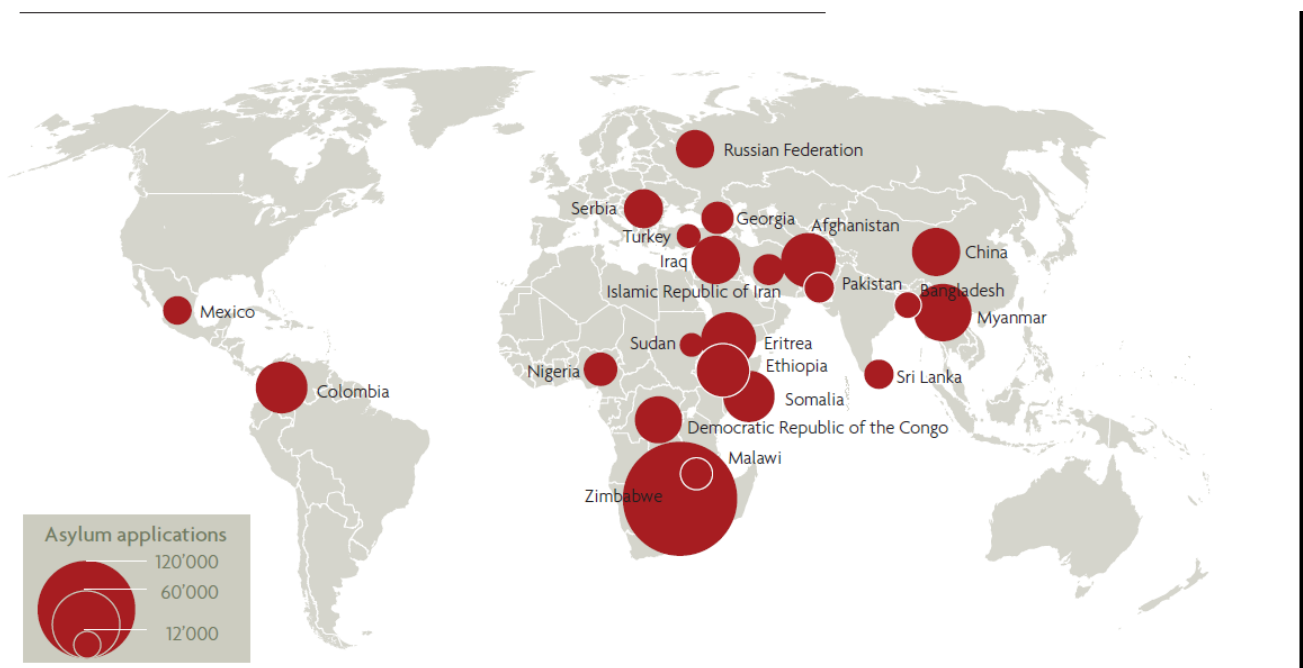 Russian Federation
Serbia
Georgia
Turkey
Afghanistan
Iraq
China
Islamic Republic of Iran
Pakistan
Bangladesh
Mexico
Myanmar
Sudan
Eritrea
Ethiopia
Nigeria
Sri Lanka
Colombia
Somalia
Democratic Republic of the Congo
Malawi
Zimbabwe
Asylum applications
120’000
60’000
12’000